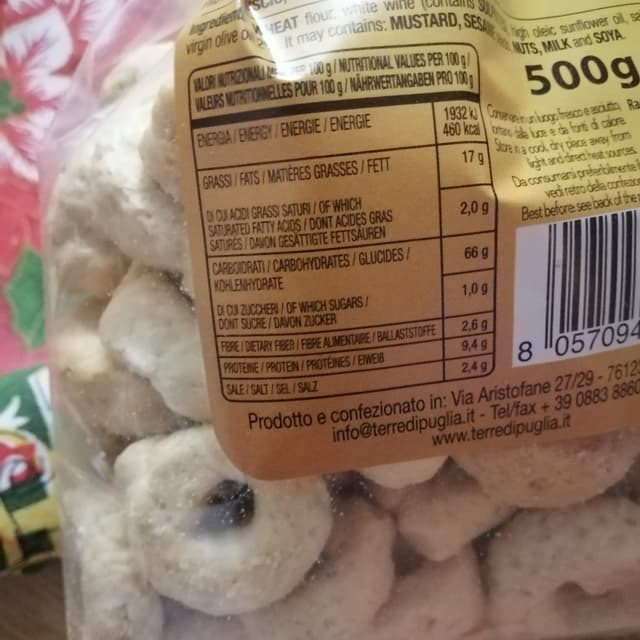 Ingredients WHEAT flour, white wine (contains high oleic sunflower oil,
virgin olive It may contains: MUSTARD, NUTS, MILK and SOYA.
500g
VALORI NUTRIZIONALI 100 g / NUTRITIONAL VALUES PER 100 g /
VALEURS NUTRITIONNELLES POUR 100 g / NÄHRWERTANGABEN PRO 100 g
ENERGIA / ENERGY / ENERGIE / ENERGIE 1932 kJ
460 kcal
GRASSI / FATS / MATIÈRES GRASSES / FETT 17 g
DI CUI ACIDI GRASSI SATURI / OF WHICH
SATURATED FATTY ACIDS / DONT ACIDES GRAS 2,0 g
SATURÉS / DAVON GESÄTTIGTE FETTSÄUREN
CARBOIDRATI / CARBOHYDRATES / GLUCIDES / 66 g
KOHLENHYDRATE
DI CUI ZUCCHERI / OF WHICH SUGARS / 1,0 g
DONT SUCRE / DAVON ZUCKER
FIBRE / DIETARY FIBER / FIBRE ALIMENTAIRE / BALLASTSTOFFE 2,6 g
PROTEINE / PROTEIN / PROTÉINES / EIWEIß 9,4 g
SALE / SALT / SEL / SALZ 2,4 g
Conservare in un luogo fresco e asciutto,
lontano dalla luce e da fonti di calore.
Store in a cool, dry place away from
light and direct heat sources.
Da consumarsi preferibilmente
vedi retro della confezione
Best before see back of the
8 057094
Prodotto e confezionato in: Via Aristofane 27/29 - 7612
info@terredipuglia.it - Tel/fax + 39 0883 8860
www.terredipuglia.it